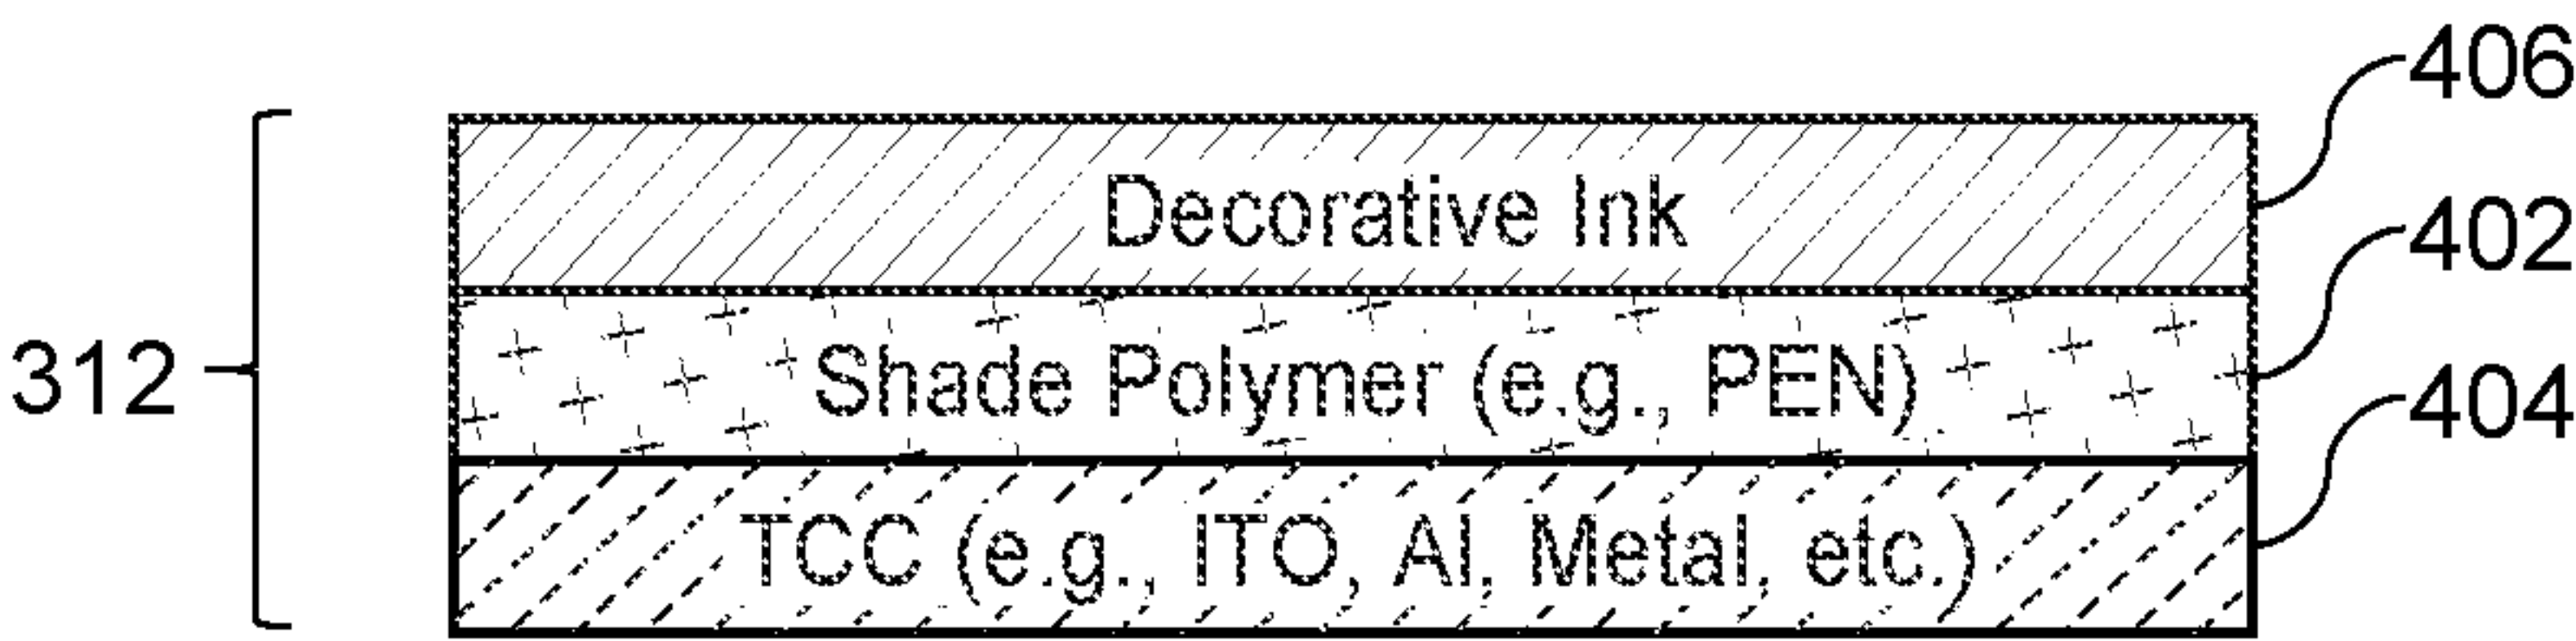 406
Decorative Ink
402
Shade Polymer (e.g., PEN)
312
404
TCC (e.g., ITO, Al, Metal, etc.)